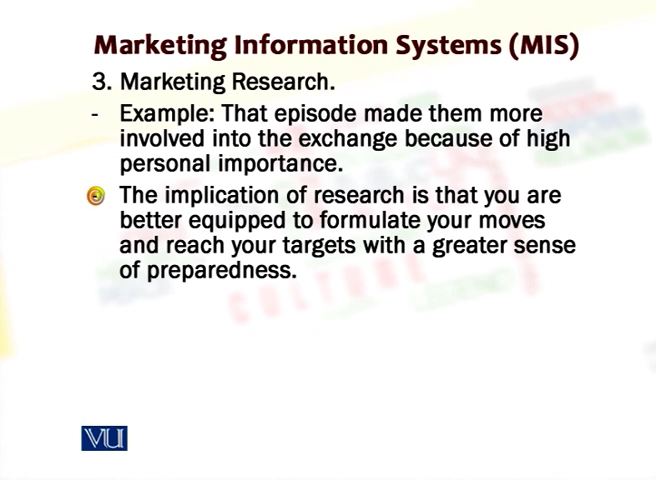 Marketing Information Systems (MIS)
3. Marketing Research.
- Example: That episode made them more
involved into the exchange because of high
personal importance.
The implication of research is that you are
better equipped to formulate your moves
and reach your targets with a greater sense
of preparedness.
CULTURE
VU